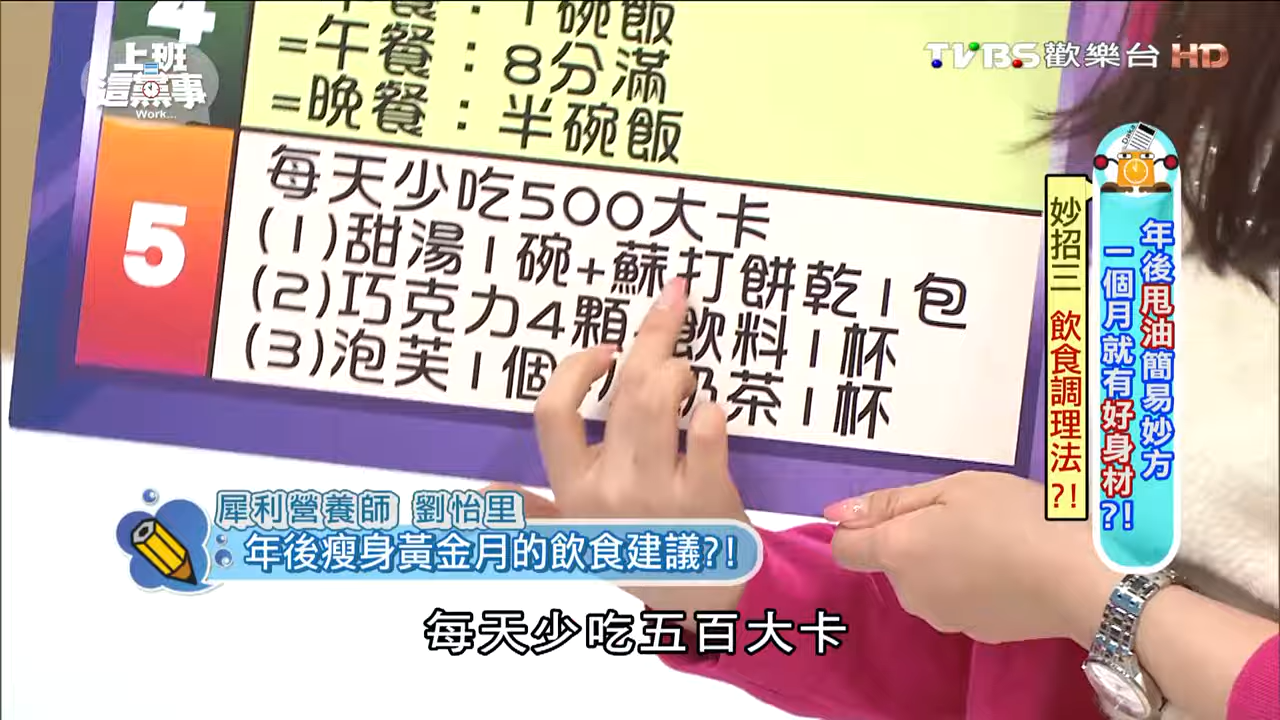 4
碗飯
=午餐：8分滿
=晚餐：半碗飯
5
每天少吃500大卡
(1)甜湯1碗+蘇打餅乾1包
(2)巧克力4顆 飲料1杯
(3)泡芙1個 奶茶1杯
上班
這黨事
Work...
TVBS歡樂台 HD
年後甩油簡易妙方
一個月就有好身材?!
妙招三 飲食調理法?!
犀利營養師 劉怡里
年後瘦身黃金月的飲食建議?!
每天少吃五百大卡